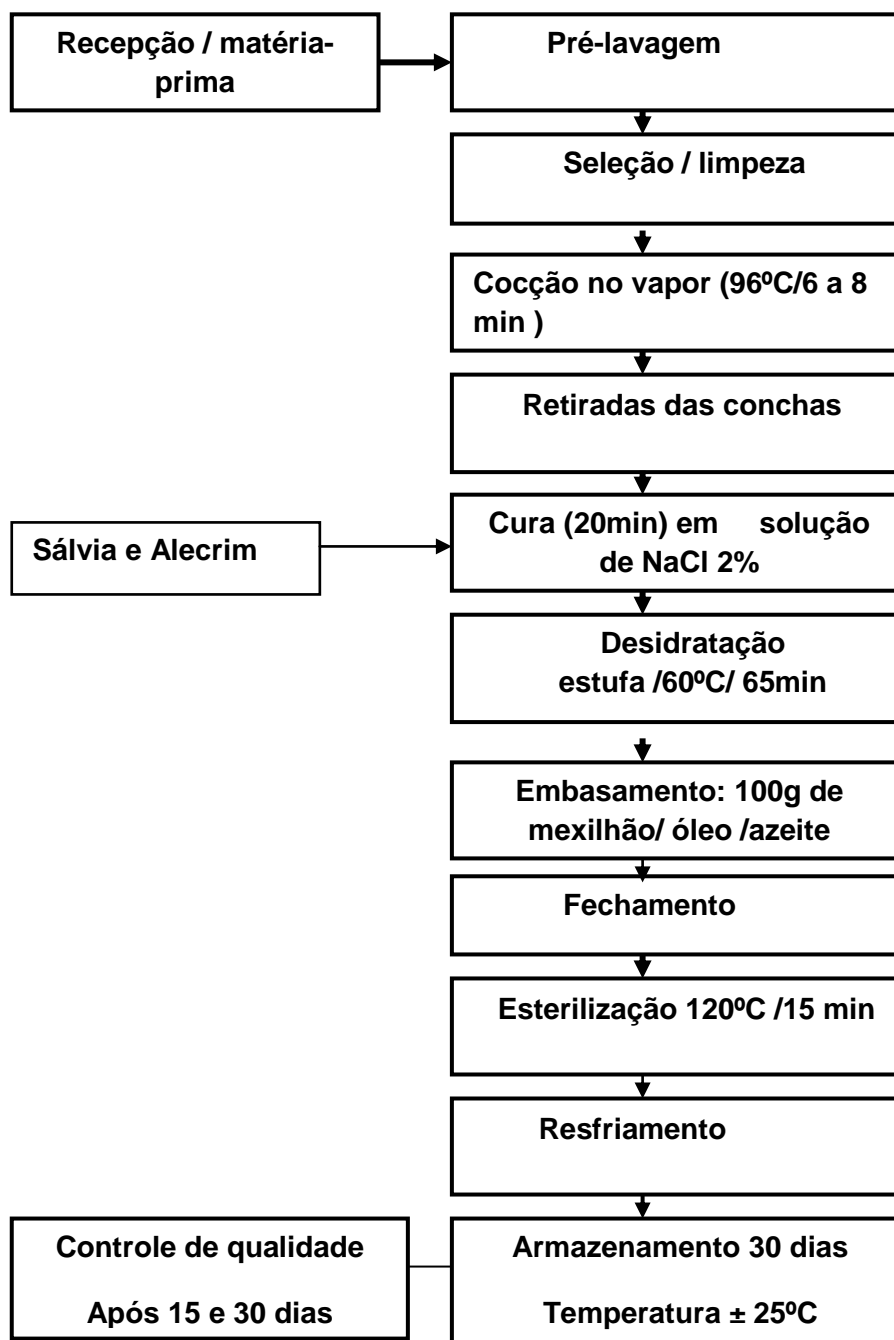 Recepção / matéria-
prima
Pré-lavagem
Seleção / limpeza
Cocção no vapor (96ºC/6 a 8
min )
Retiradas das conchas
Sálvia e Alecrim
Cura (20min) em solução
de NaCl 2%
Desidratação
estufa /60ºC/ 65min
Embasamento: 100g de
mexilhão/ óleo /azeite
Fechamento
Esterilização 120ºC /15 min
Resfriamento
Controle de qualidade
Após 15 e 30 dias
Armazenamento 30 dias
Temperatura ± 25ºC